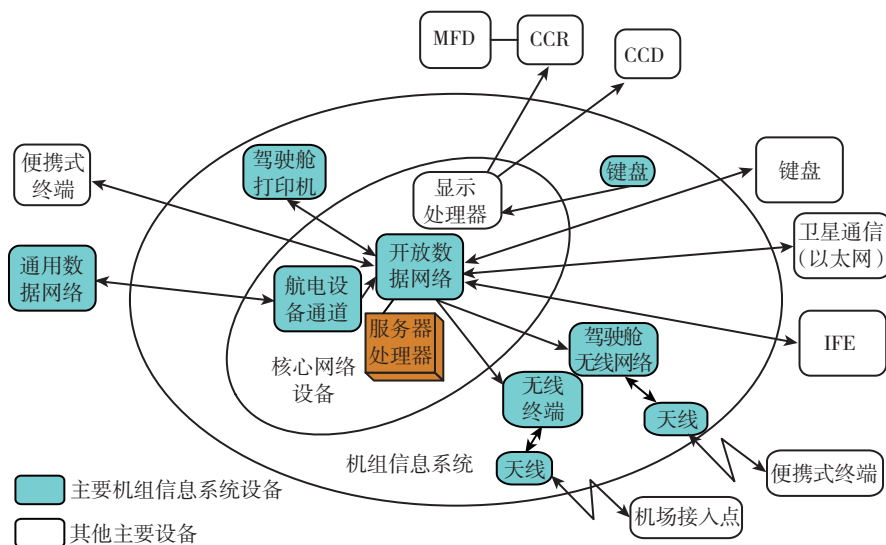 MFD
CCR
CCD
便携式
终端
驾驶舱
打印机
显示
处理器
键盘
键盘
通用数
据网络
航电设
备通道
开放数
据网络
卫星通信
（以太网）
服务器
处理器
核心网络
设备
驾驶舱
无线网络
IFE
无线
终端
天线
机组信息系统
天线
便携式终端
机场接入点
主要机组信息系统设备
其他主要设备